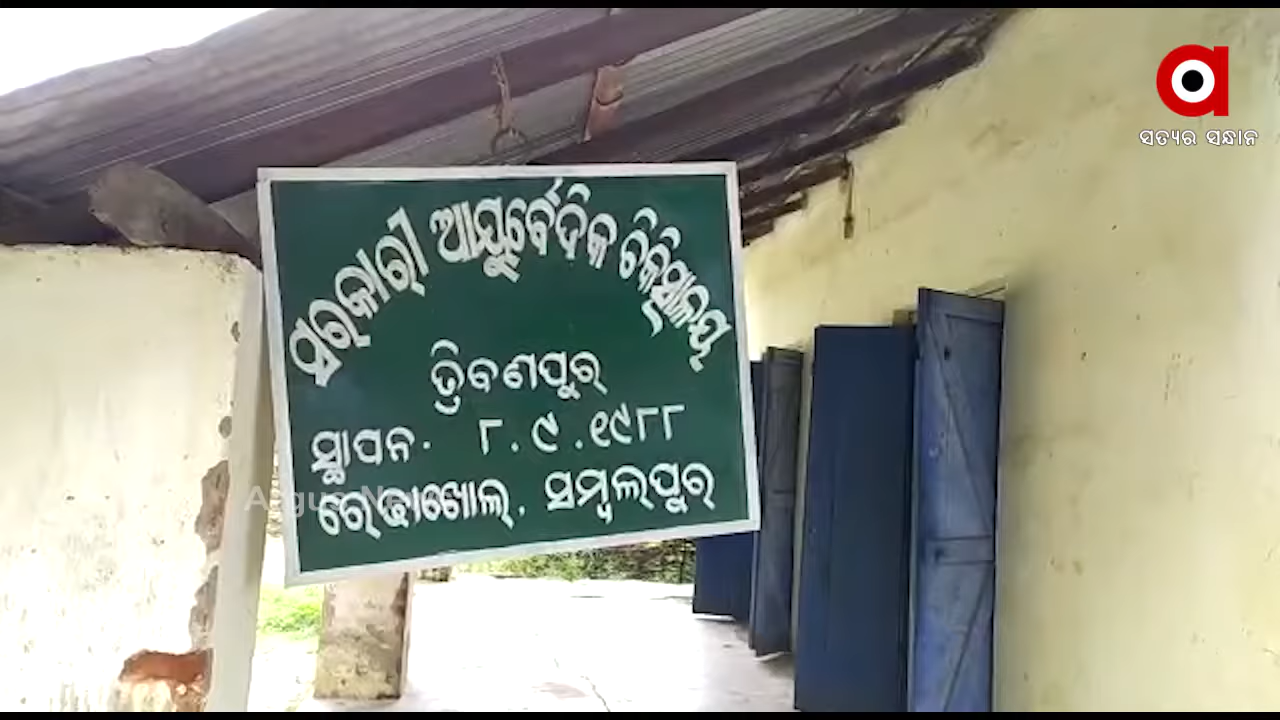 ସତ୍ୟର ସନ୍ଧାନ
ସରକାରୀ ଆୟୁର୍ବେଦିକ ଚିକିତ୍ସାଳୟ
ତ୍ରିବଣପୁର
ସ୍ଥାପନ· ୮.୯.୧୯୮୮
ରେଢାଖୋଲ, ସମ୍ବଲପୁର